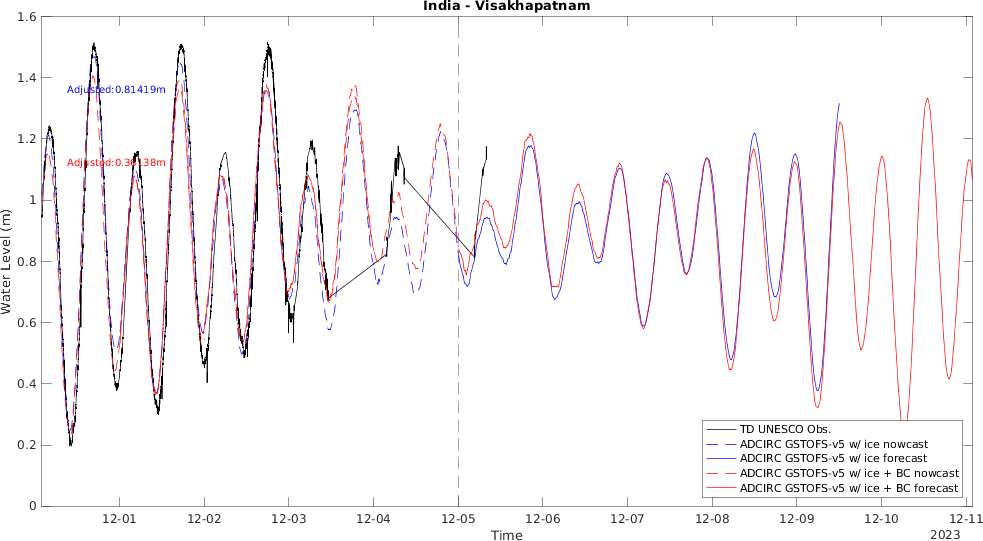 India - Visakhapatnam
1.6
1.4
1.2
1
0.8
0.6
0.4
0.2
0
Water Level (m)
Adjusted:0.81419m
Adjusted:0.36138m
TD UNESCO Obs.
ADCIRC GSTOFS-v5 w/ ice nowcast
ADCIRC GSTOFS-v5 w/ ice forecast
ADCIRC GSTOFS-v5 w/ ice + BC nowcast
ADCIRC GSTOFS-v5 w/ ice + BC forecast
12-01 12-02 12-03 12-04 12-05 12-06 12-07 12-08 12-09 12-10 12-11
Time
2023